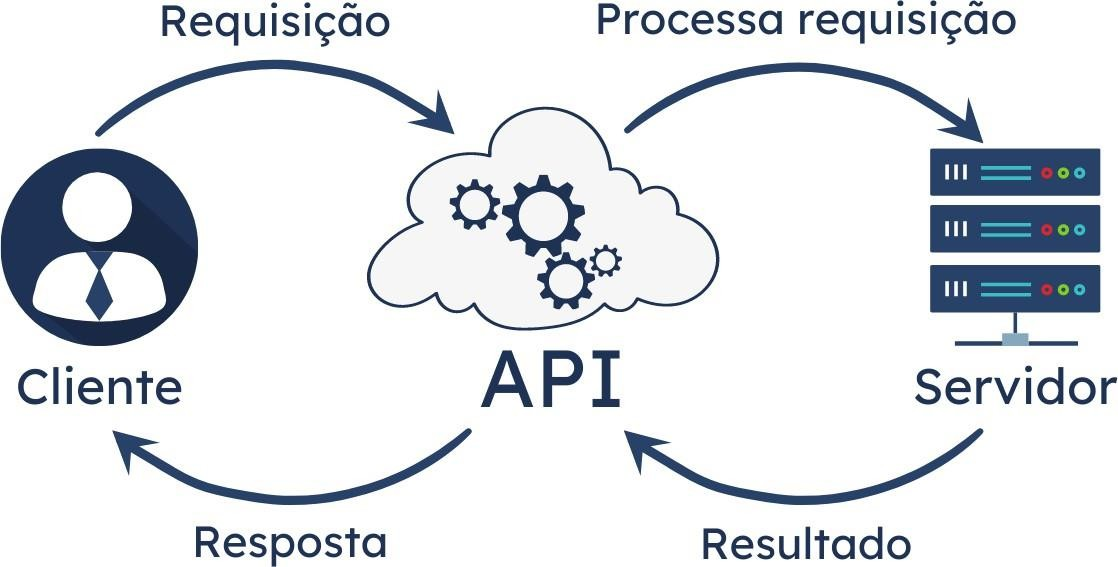 Requisição
Processa requisição
Cliente
API
Servidor
Resposta
Resultado